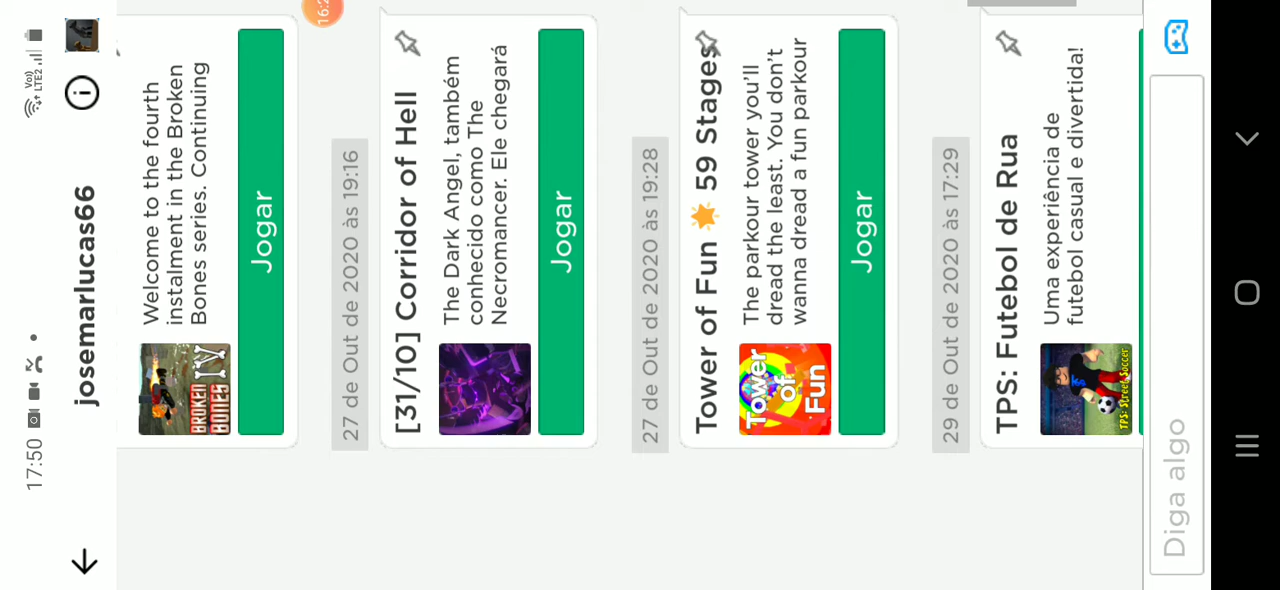 17:50
Vo))
LTE2
josemarlucas66
Welcome to the fourth
instalment in the Broken
Bones series. Continuing
BROKEN
BONES IV
Jogar
16:2
27 de Out de 2020 às 19:16
[31/10] Corridor of Hell
The Dark Angel, também
conhecido como The
Necromancer. Ele chegará
Jogar
27 de Out de 2020 às 19:28
Tower of Fun 🌟 59 Stages
The parkour tower you’ll
dread the least. You don’t
wanna dread a fun parkour
Tower
of
Fun
Jogar
29 de Out de 2020 às 17:29
TPS: Futebol de Rua
Uma experiência de
futebol casual e divertida!
TPS: Street Soccer
Diga algo